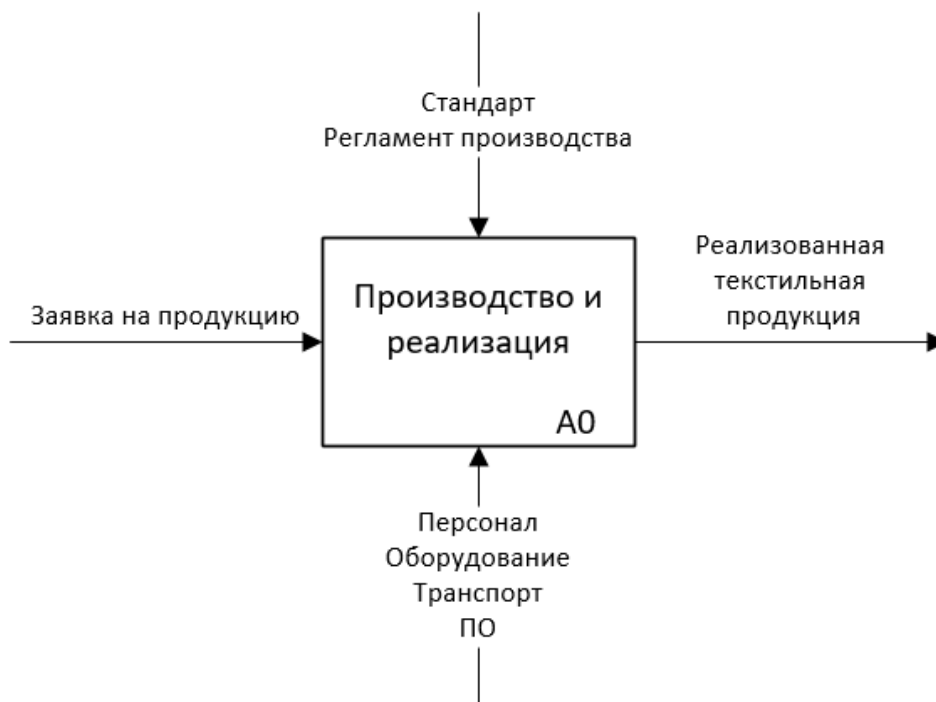 Стандарт
Регламент производства
Заявка на продукцию
Производство и
реализация
А0
Реализованная
текстильная
продукция
Персонал
Оборудование
Транспорт
ПО